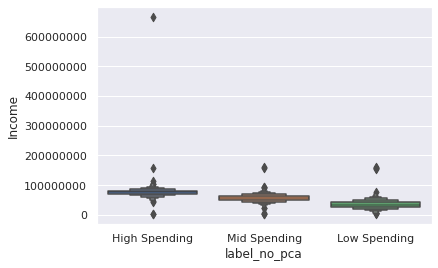 600000000
500000000
400000000
300000000
200000000
100000000
0
Income
High Spending
Mid Spending
Low Spending
label_no_pca